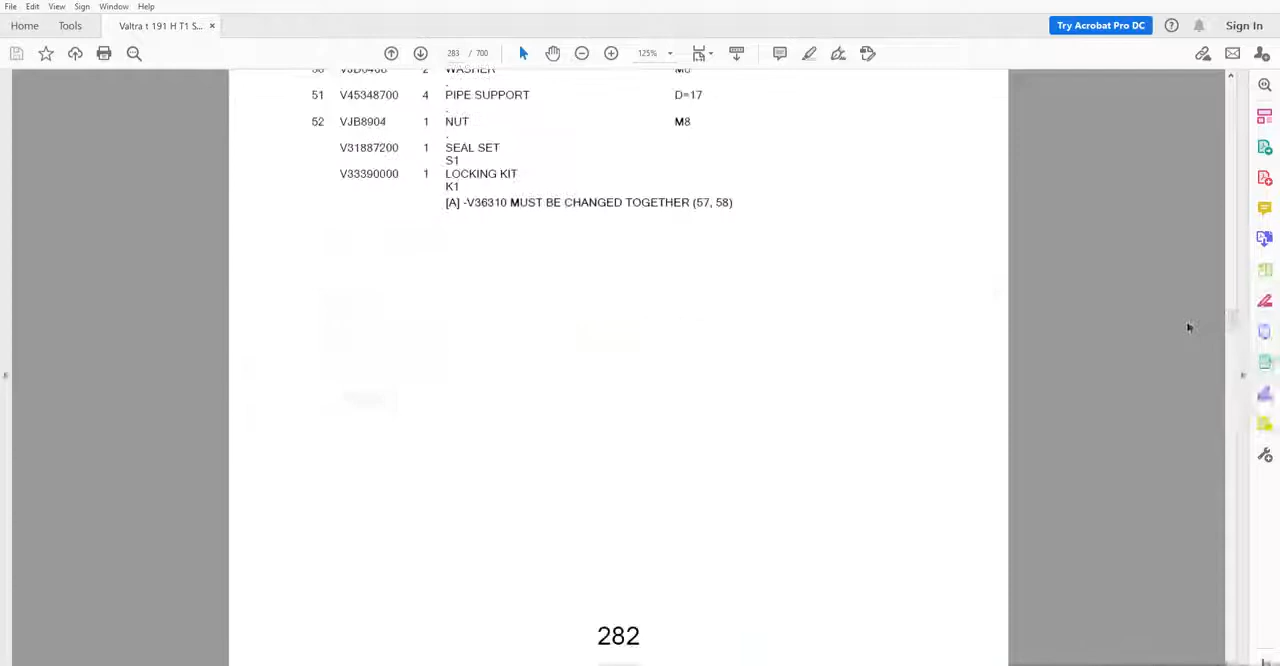 File Edit View Sign Window Help
Home Tools Valtra t 191 H T1 S... × Try Acrobat Pro DC Sign In
283 / 700 125%
WASHER
51 V45348700 4 PIPE SUPPORT D=17
.
52 VJB8904 1 NUT M8
.
V31887200 1 SEAL SET
S1
V33390000 1 LOCKING KIT
K1
[A] -V36310 MUST BE CHANGED TOGETHER (57, 58)
282